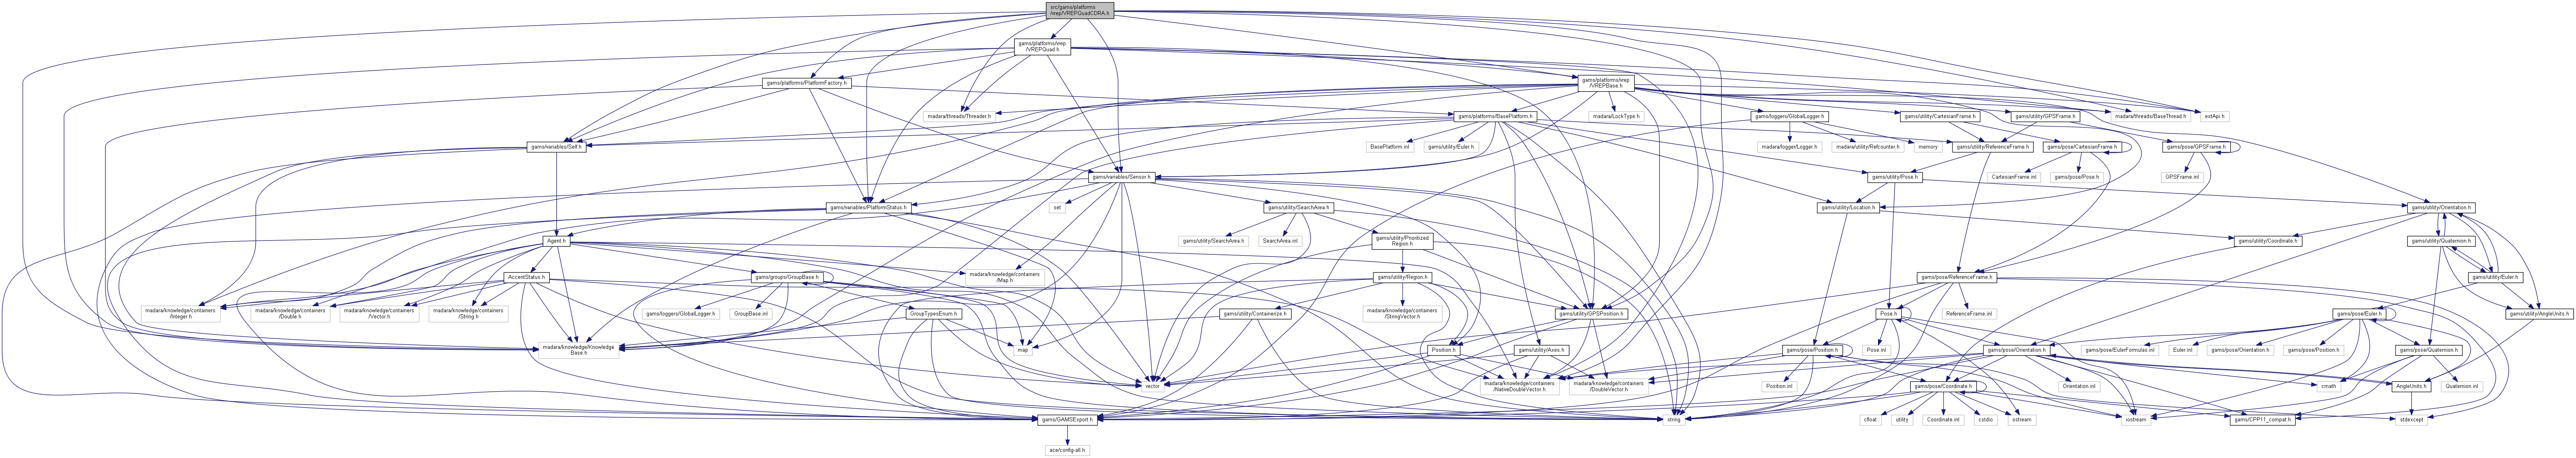 src/gams/platforms
/vrep/VREPQuadCDRA.h
gams/platforms/vrep
/VREPQuad.h
gams/platforms/PlatformFactory.h
gams/platforms/vrep
/VREPBase.h
madara/threads/Threader.h
gams/platforms/BasePlatform.h
madara/LockType.h
gams/loggers/GlobalLogger.h
gams/utility/CartesianFrame.h
gams/utility/GPSFrame.h
madara/threads/BaseThread.h
extApi.h
gams/variables/Self.h
BasePlatform.inl
gams/utility/Euler.h
madara/logger/Logger.h
madara/utility/Refcounter.h
memory
gams/utility/ReferenceFrame.h
gams/pose/CartesianFrame.h
gams/pose/GPSFrame.h
gams/variables/Sensor.h
gams/utility/Pose.h
CartesianFrame.inl
gams/pose/Pose.h
GPSFrame.inl
gams/variables/PlatformStatus.h
set
gams/utility/SearchArea.h
gams/utility/Location.h
gams/utility/Orientation.h
Agent.h
gams/utility/SearchArea.h
SearchArea.inl
gams/utility/Prioritized
Region.h
gams/utility/Coordinate.h
gams/utility/Quaternion.h
AccentStatus.h
gams/groups/GroupBase.h
madara/knowledge/containers
/Map.h
gams/utility/Region.h
gams/pose/ReferenceFrame.h
gams/utility/Euler.h
madara/knowledge/containers
/Integer.h
madara/knowledge/containers
/Double.h
madara/knowledge/containers
/Vector.h
madara/knowledge/containers
/String.h
gams/loggers/GlobalLogger.h
GroupBase.inl
GroupTypesEnum.h
gams/utility/Containerize.h
madara/knowledge/containers
/StringVector.h
gams/utility/GPSPosition.h
Pose.h
ReferenceFrame.inl
gams/pose/Euler.h
gams/utility/AngleUnits.h
madara/knowledge/Knowledge
Base.h
map
Position.h
gams/utility/Axes.h
gams/pose/Position.h
Pose.inl
gams/pose/Orientation.h
gams/pose/EulerFormulas.inl
Euler.inl
gams/pose/Orientation.h
gams/pose/Position.h
gams/pose/Quaternion.h
vector
madara/knowledge/containers
/NativeDoubleVector.h
madara/knowledge/containers
/DoubleVector.h
Position.inl
gams/pose/Coordinate.h
Orientation.inl
cmath
AngleUnits.h
Quaternion.inl
gams/GAMSExport.h
string
cfloat
utility
Coordinate.inl
cstdio
ostream
iostream
gams/CPP11_compat.h
stdexcept
ace/config-all.h